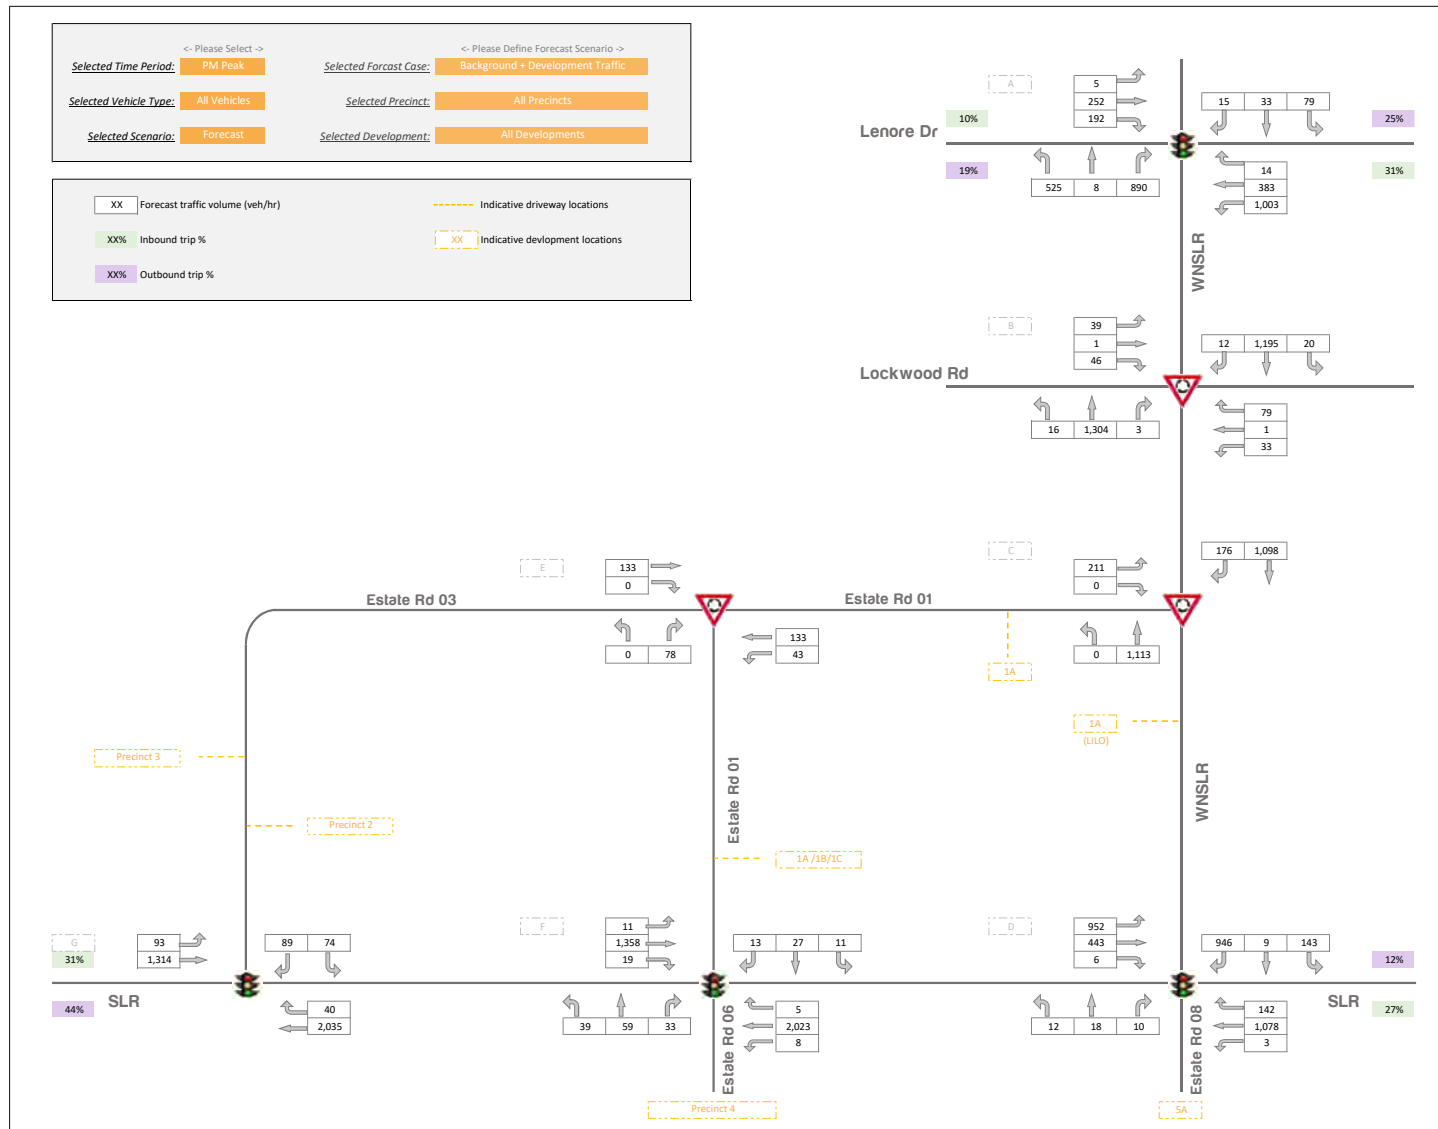 <- Please Select ->
<- Please Define Forecast Scenario ->
Selected Time Period: PM Peak Selected Forcast Case: Background + Development Traffic
Selected Vehicle Type: All Vehicles Selected Precinct: All Precincts
Selected Scenario: Forecast Selected Development: All Developments
XX Forecast traffic volume (veh/hr) Indicative driveway locations
XX% Inbound trip % XX Indicative devlopment locations
XX% Outbound trip %
A
5
252
192
15 33 79
10%
25%
Lenore Dr
19%
31%
525 8 890
14
383
1,003
WNSLR
B
39
1
46
12 1,195 20
Lockwood Rd
16 1,304 3
79
1
33
C
211
0
176 1,098
E
133
0
Estate Rd 03
Estate Rd 01
0 78
133
43
0 1,113
1A
1A
(LILO)
Precinct 3
Precinct 2
Estate Rd 01
WNSLR
1A /1B/1C
G
31%
93
1,314
89 74
F
11
1,358
19
13 27 11
D
952
443
6
946 9 143
12%
44%
SLR
40
2,035
39 59 33
Estate Rd 06
5
2,023
8
12 18 10
Estate Rd 08
142
1,078
3
SLR
27%
Precinct 4
5A